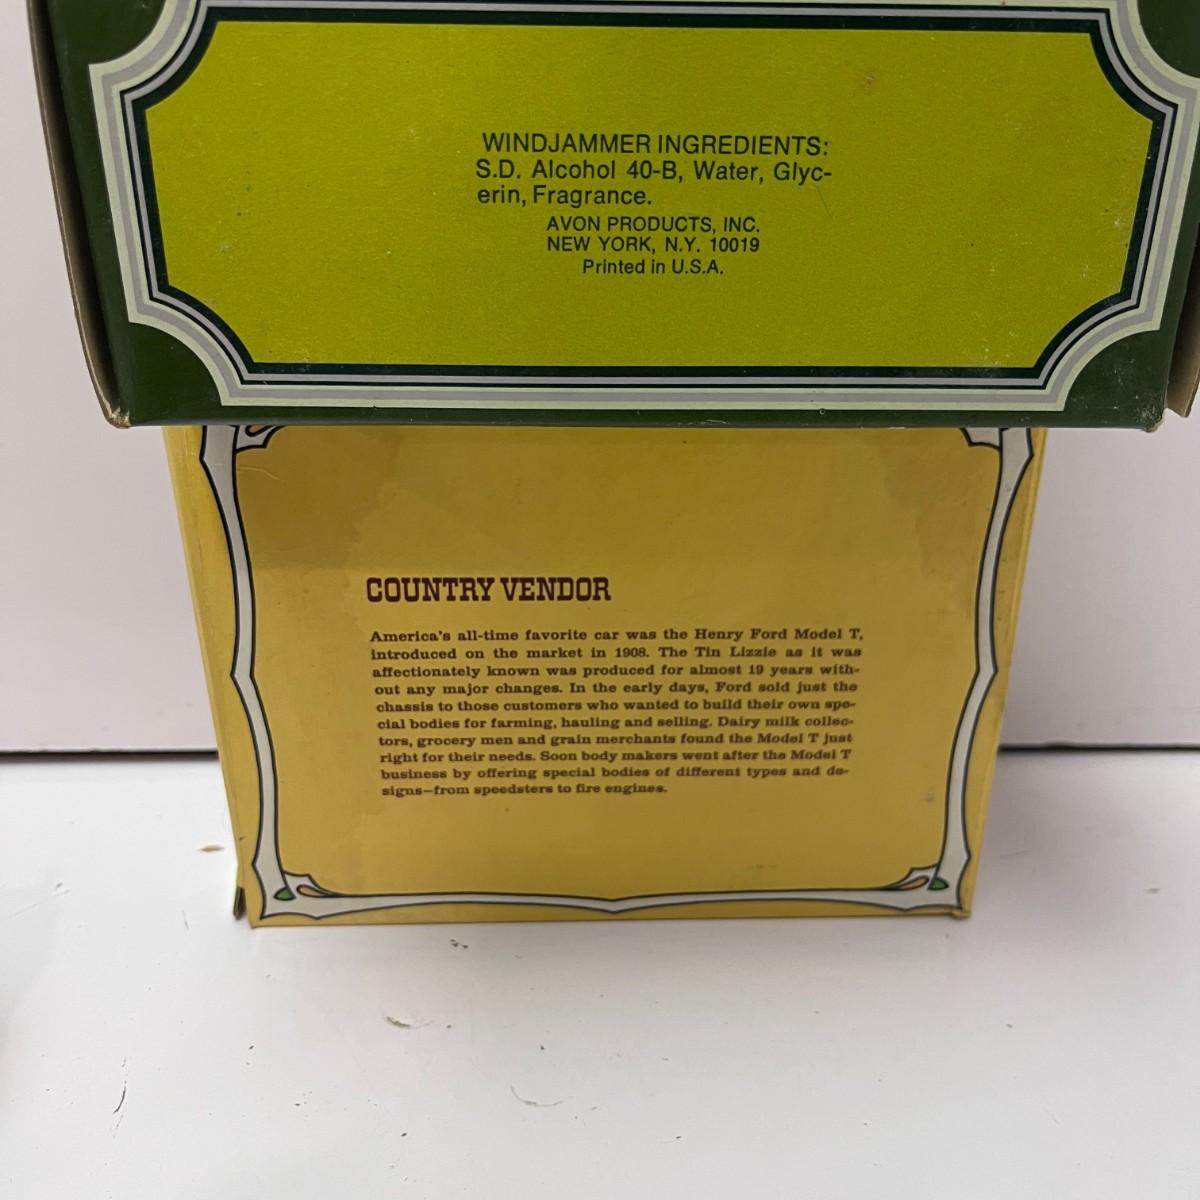 WINDJAMMER INGREDIENTS:
S.D. Alcohol 40-B, Water, Glyc-
erin, Fragrance.
AVON PRODUCTS, INC.
NEW YORK, N.Y. 10019
Printed in U.S.A.
COUNTRY VENDOR
America's all-time favorite car was the Henry Ford Model T,
introduced on the market in 1908. The Tin Lizzie as it was
affectionately known was produced for almost 19 years with-
out any major changes. In the early days, Ford sold just the
chassis to those customers who wanted to build their own spe-
cial bodies for farming, hauling and selling. Dairy milk collec-
tors, grocery men and grain merchants found the Model T just
right for their needs. Soon body makers went after the Model T
business by offering special bodies of different types and de-
signs—from speedsters to fire engines.